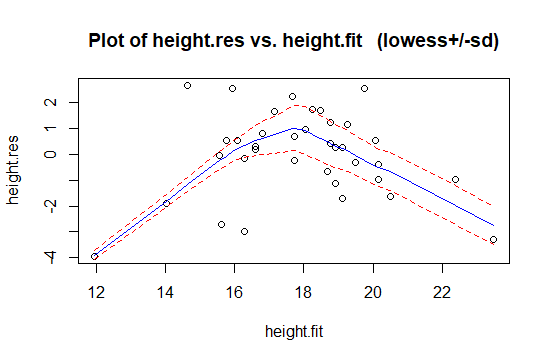 Plot of height.res vs. height.fit (lowess+/-sd)
height.res
2
1
0
-2
-4
12 14 16 18 20 22
height.fit